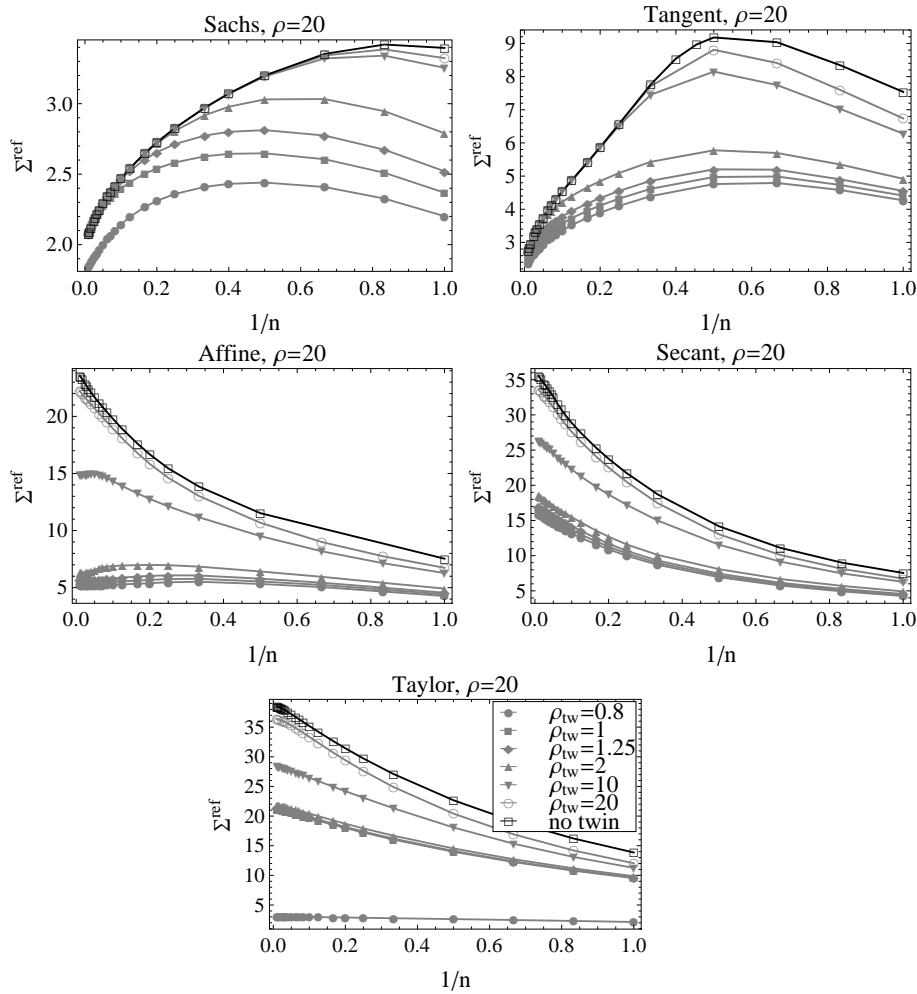 Sachs, ρ=20
Σ^ref
3.0
2.5
2.0
0.0 0.2 0.4 0.6 0.8 1.0
1/n
Tangent, ρ=20
Σ^ref
9
8
7
6
5
4
3
2
0.0 0.2 0.4 0.6 0.8 1.0
1/n
Affine, ρ=20
Σ^ref
20
15
10
5
0.0 0.2 0.4 0.6 0.8 1.0
1/n
Secant, ρ=20
Σ^ref
35
30
25
20
15
10
5
0.0 0.2 0.4 0.6 0.8 1.0
1/n
Taylor, ρ=20
Σ^ref
35
30
25
20
15
10
5
0.0 0.2 0.4 0.6 0.8 1.0
1/n
ρ_tw=0.8
ρ_tw=1
ρ_tw=1.25
ρ_tw=2
ρ_tw=10
ρ_tw=20
no twin